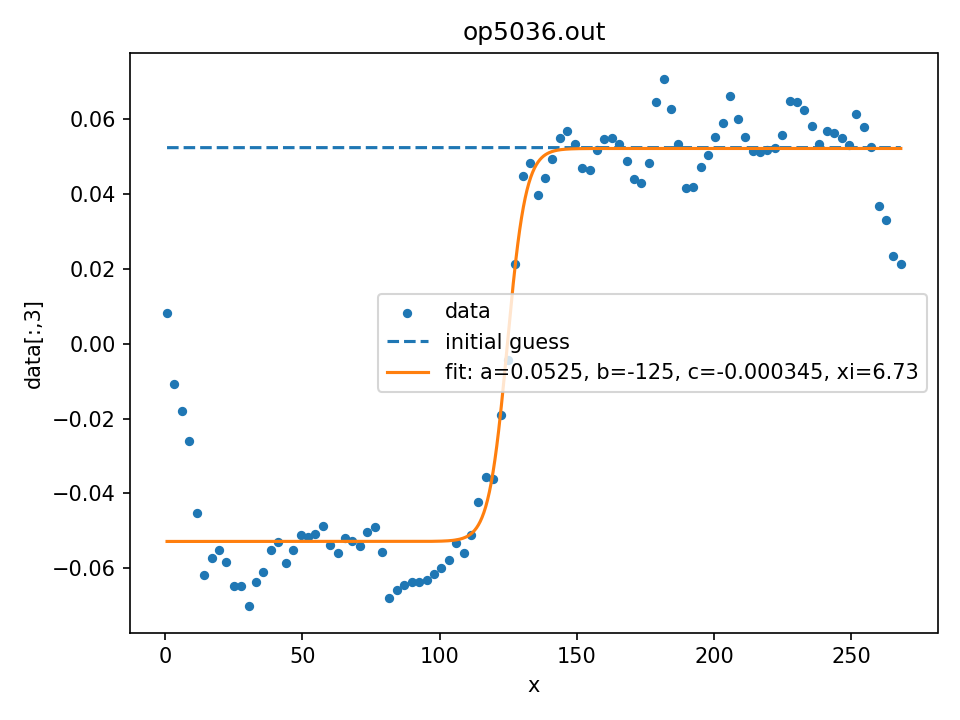 op5036.out
data[:,3]
0.06
0.04
0.02
0.00
−0.02
−0.04
−0.06
data
initial guess
fit: a=0.0525, b=-125, c=-0.000345, xi=6.73
0 50 100 150 200 250
x